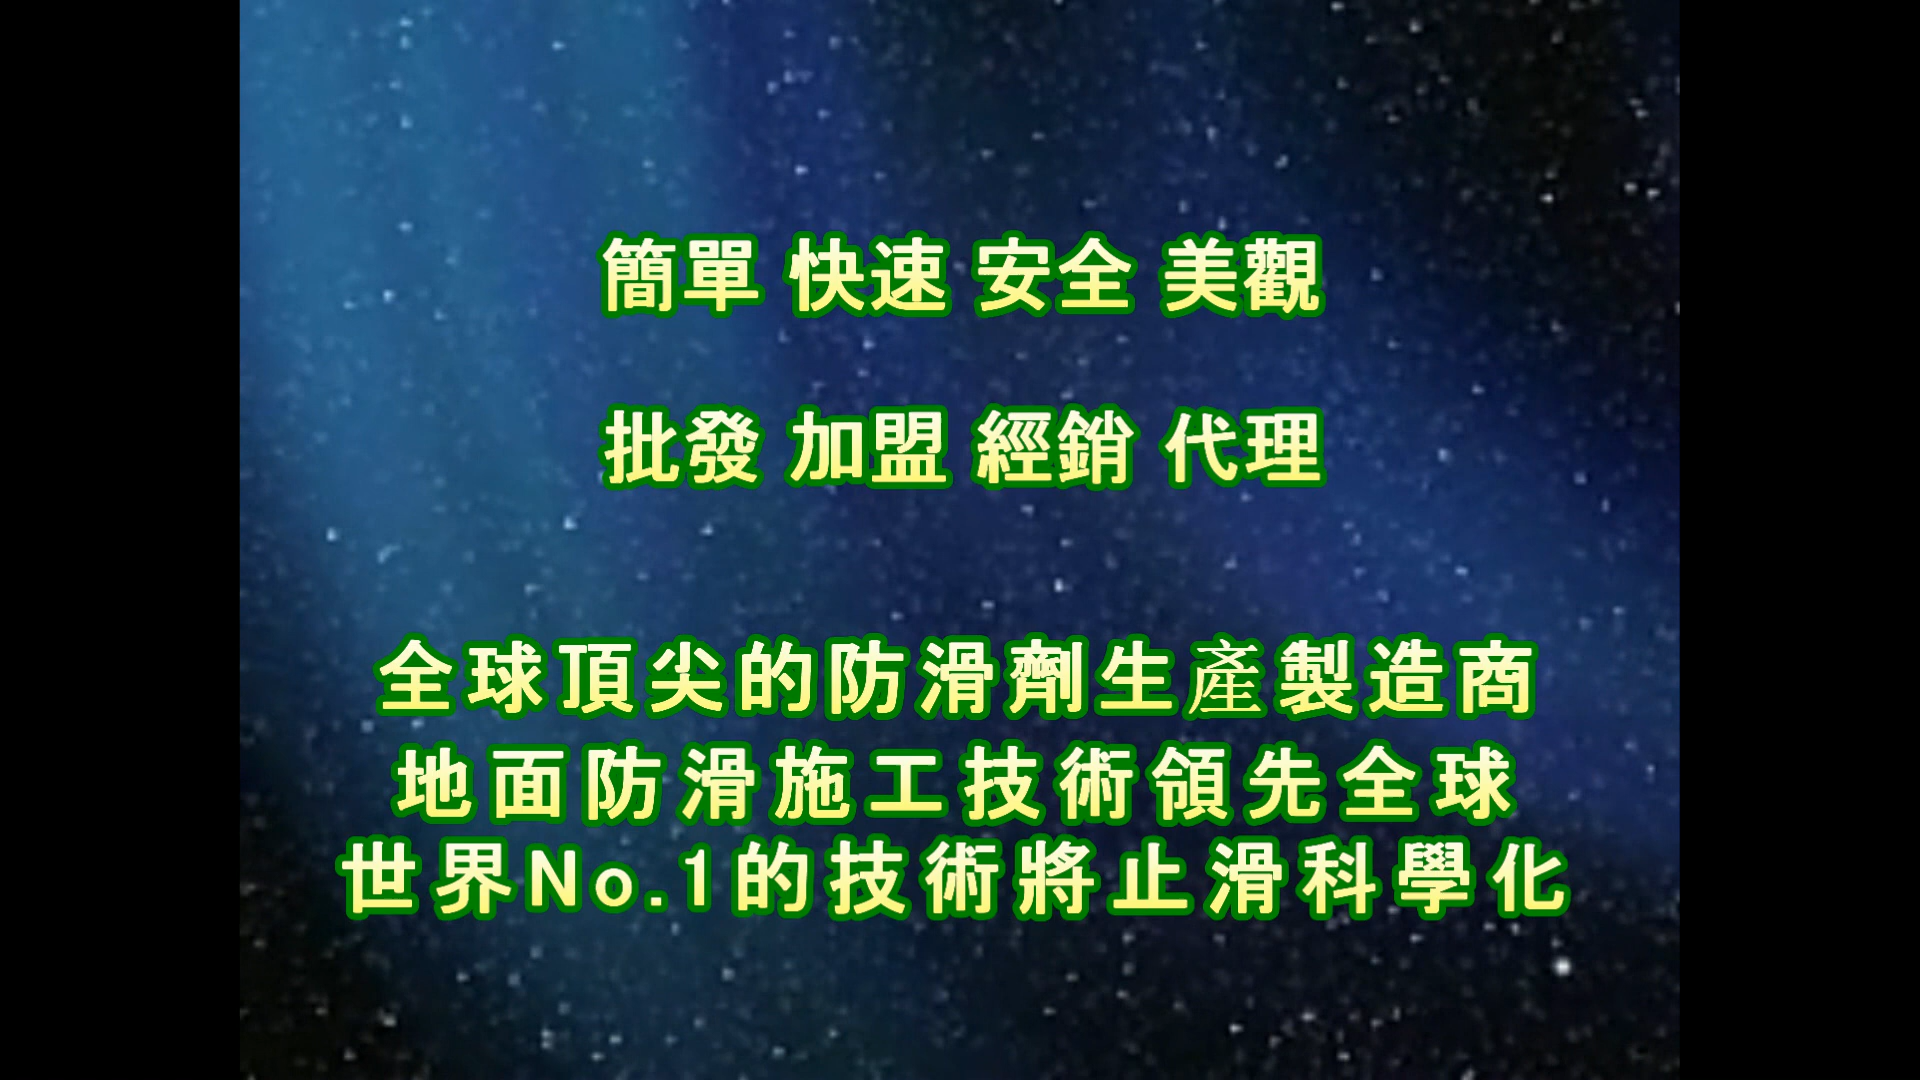 簡單 快速 安全 美觀
批發 加盟 經銷 代理
全球頂尖的防滑劑生產製造商
地面防滑施工技術領先全球
世界No.1的技術將止滑科學化